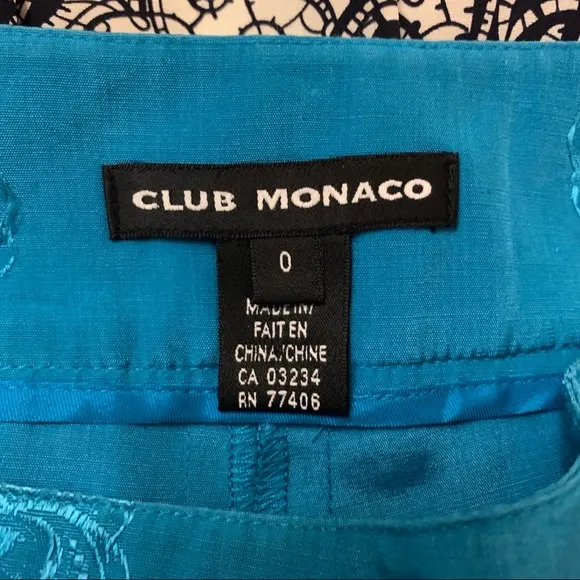 CLUB MONACO
0
MADE IN/
FAIT EN
CHINA/CHINE
CA 03234
RN 77406